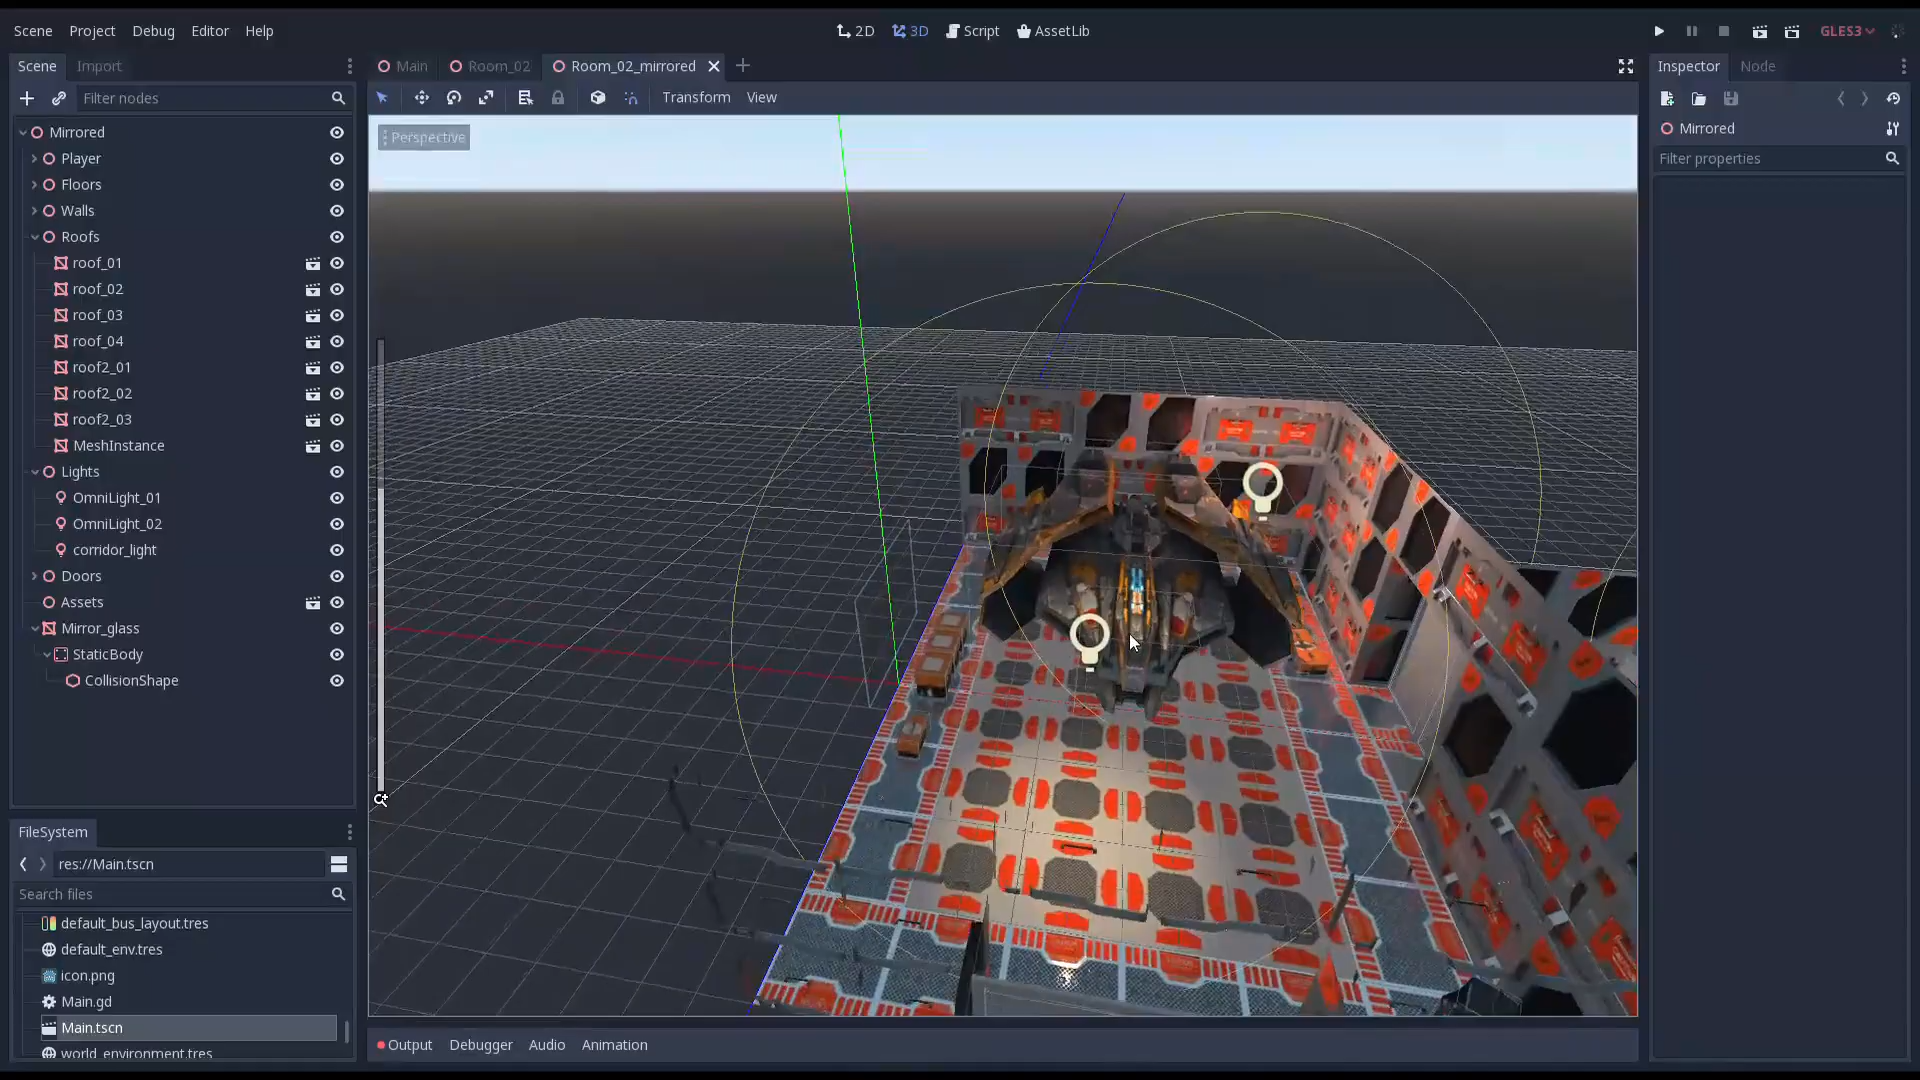 Scene Project Debug Editor Help
2D 3D Script AssetLib
GLES3
Scene Import
Main Room_02 Room_02_mirrored
Inspector Node
Filter nodes
Transform View
Mirrored
Player
Floors
Walls
Roofs
roof_01
roof_02
roof_03
roof_04
roof2_01
roof2_02
roof2_03
MeshInstance
Lights
OmniLight_01
OmniLight_02
corridor_light
Doors
Assets
Mirror_glass
StaticBody
CollisionShape
Perspective
Mirrored
Filter properties
FileSystem
res://Main.tscn
Search files
default_bus_layout.tres
default_env.tres
icon.png
Main.gd
Main.tscn
world_environment.tres
Output Debugger Audio Animation